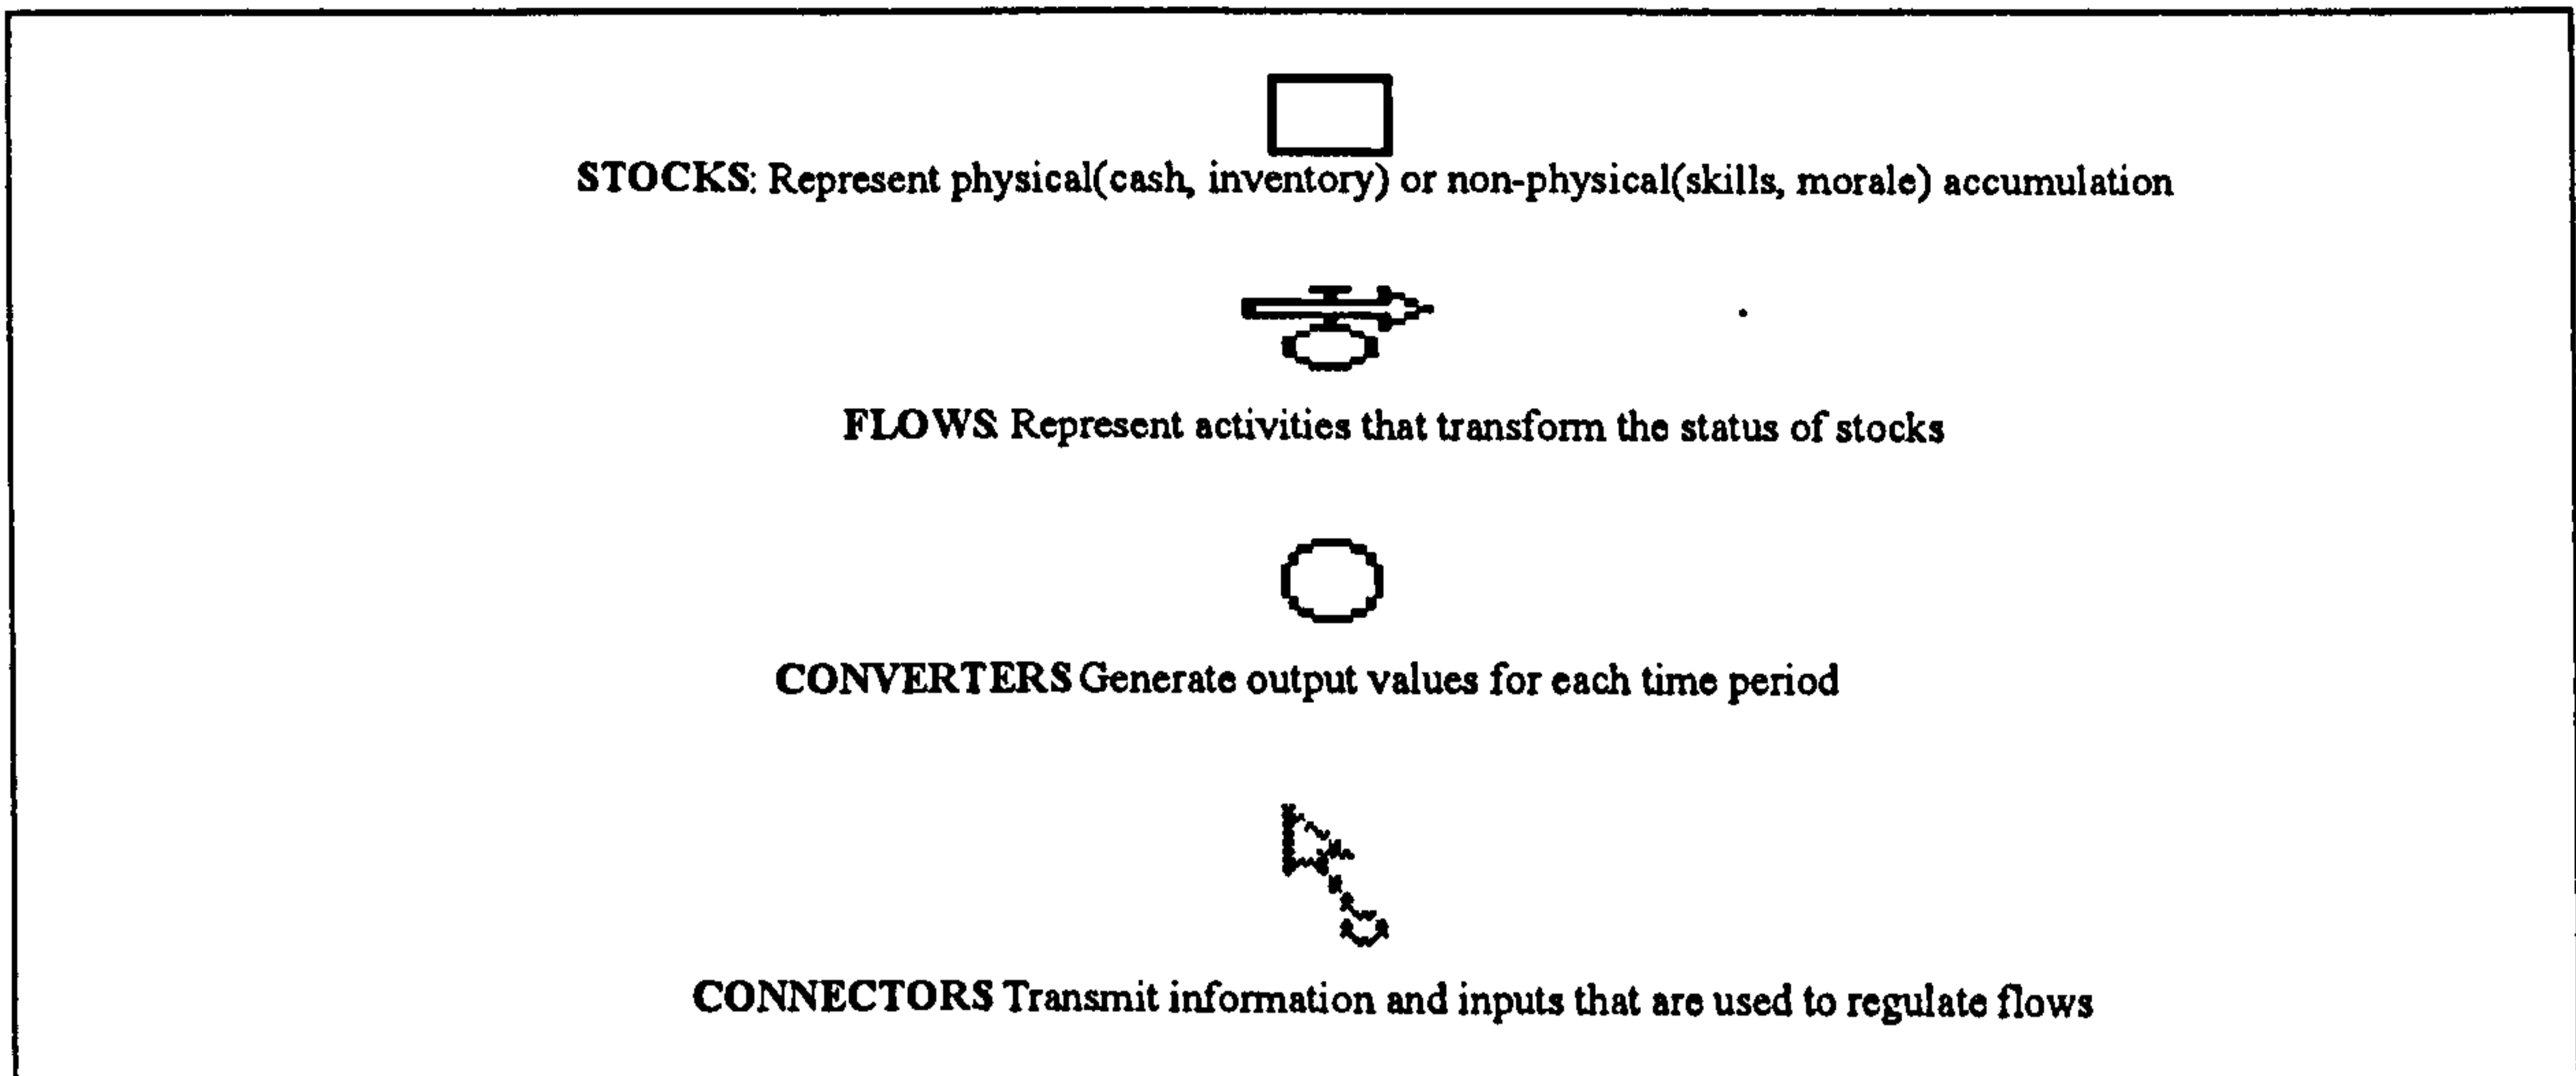 STOCKS: Represent physical(cash, inventory) or non-physical(skills, morale) accumulation
FLOWS Represent activities that transform the status of stocks
CONVERTERS Generate output values for each time period
CONNECTORS Transmit information and inputs that are used to regulate flows